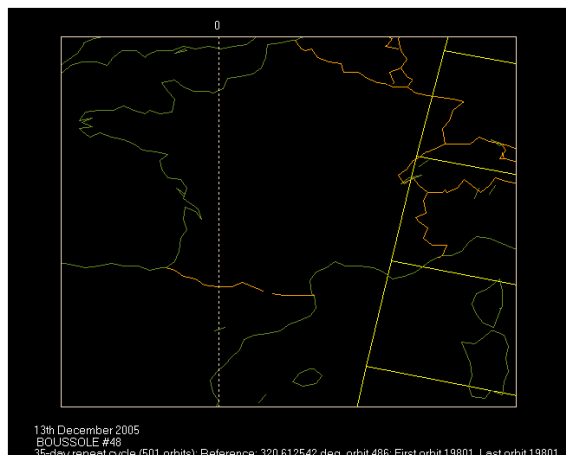 0
13th December 2005
BOUSSOLE #48
35-day repeat cycle (501 orbits): Reference: 320.612542 deg. orbit 486: First orbit 19801, Last orbit 19801